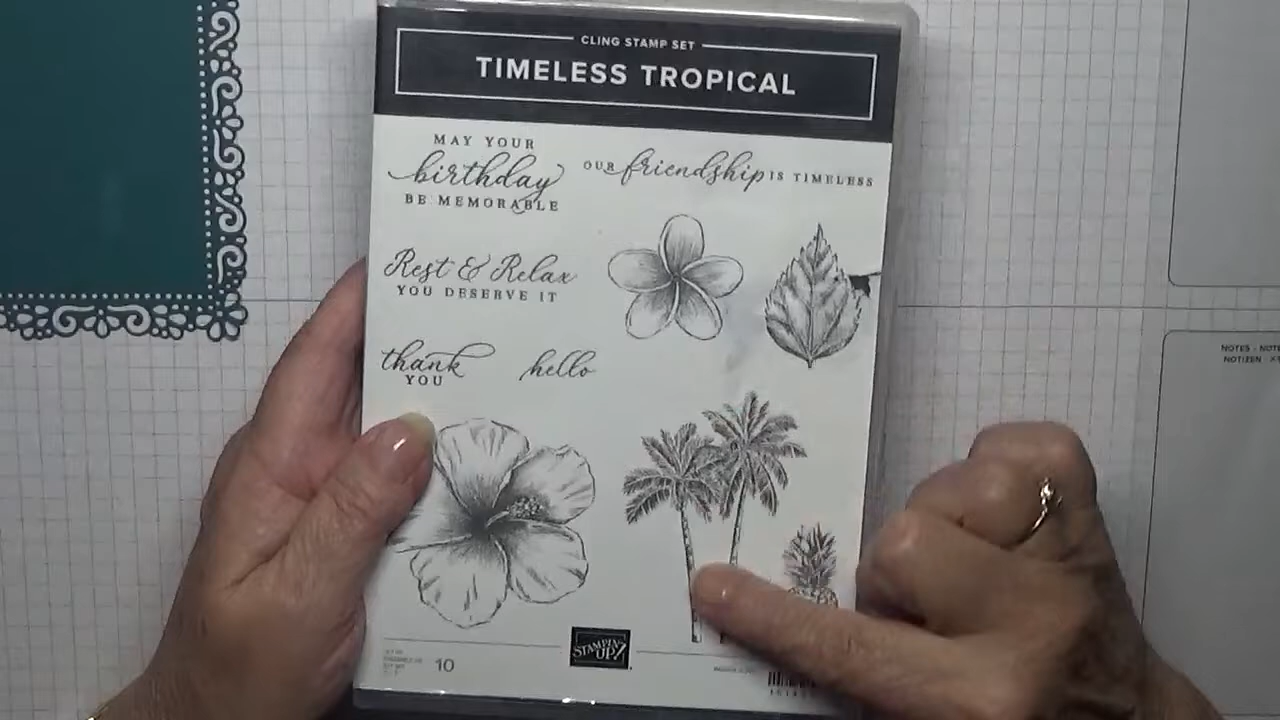 CLING STAMP SET
TIMELESS TROPICAL
MAY YOUR
birthday
BE MEMORABLE
OUR friendship IS TIMELESS
Rest & Relax
YOU DESERVE IT
thank
YOU
hello
STAMPIN' UP!
10
NOTES - NOTE
NOTIZEN